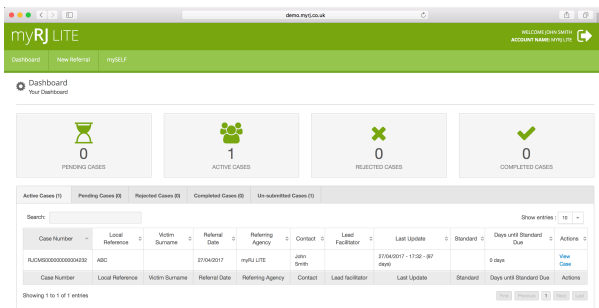 demo.myrj.co.uk
myRJ LITE
WELCOME JOHN SMITH
ACCOUNT NAME: MYRJ LITE
Dashboard New Referral mySELF
Dashboard
Your Dashboard
0 1 0 0
PENDING CASES ACTIVE CASES REJECTED CASES COMPLETED CASES
Active Cases (1) Pending Cases (0) Rejected Cases (0) Completed Cases (0) Un-submitted Cases (1)
Search: Show entries : 10
Case Number Local Reference Victim Surname Referral Date Referring Agency Contact Lead Facilitator Last Update Standard Days until Standard Due Actions
RJCMS00000000004232 ABC 27/04/2017 myRJ LITE John Smith 27/04/2017 - 17:32 - (67 days) 0 days View Case
Case Number Local Reference Victim Surname Referral Date Referring Agency Contact Lead facilitator Last Update Standard Days until Standard Due Actions
Showing 1 to 1 of 1 entries First Previous 1 Next Last